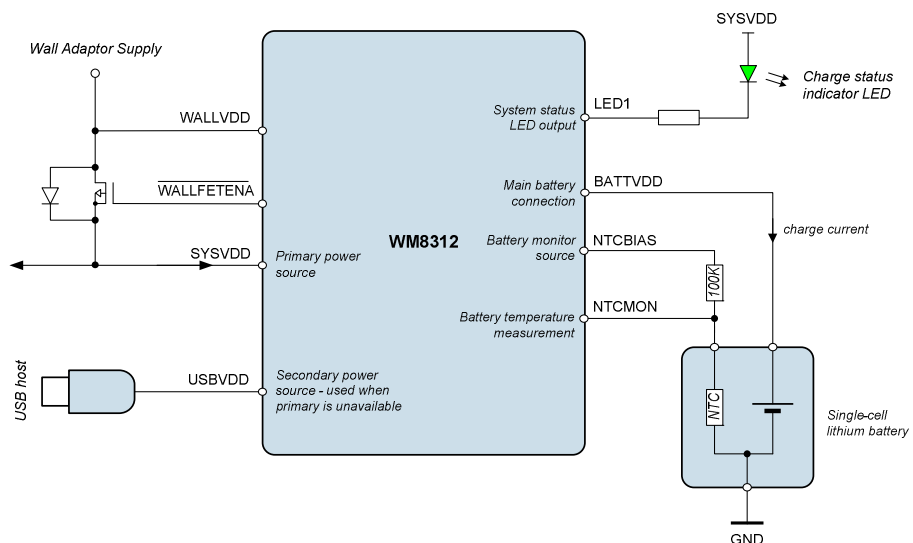 SYSVDD
Wall Adaptor Supply
Charge status
indicator LED
LED1
System status
LED output
WALLVDD
WALLFETENA
Main battery
connection
BATTVDD
WM8312
charge current
Battery monitor
source
NTCBIAS
SYSVDD
Primary power
source
100K
NTCMON
Battery temperature
measurement
USB host
USBVDD
Secondary power
source - used when
primary is unavailable
NTC
Single-cell
lithium battery
GND